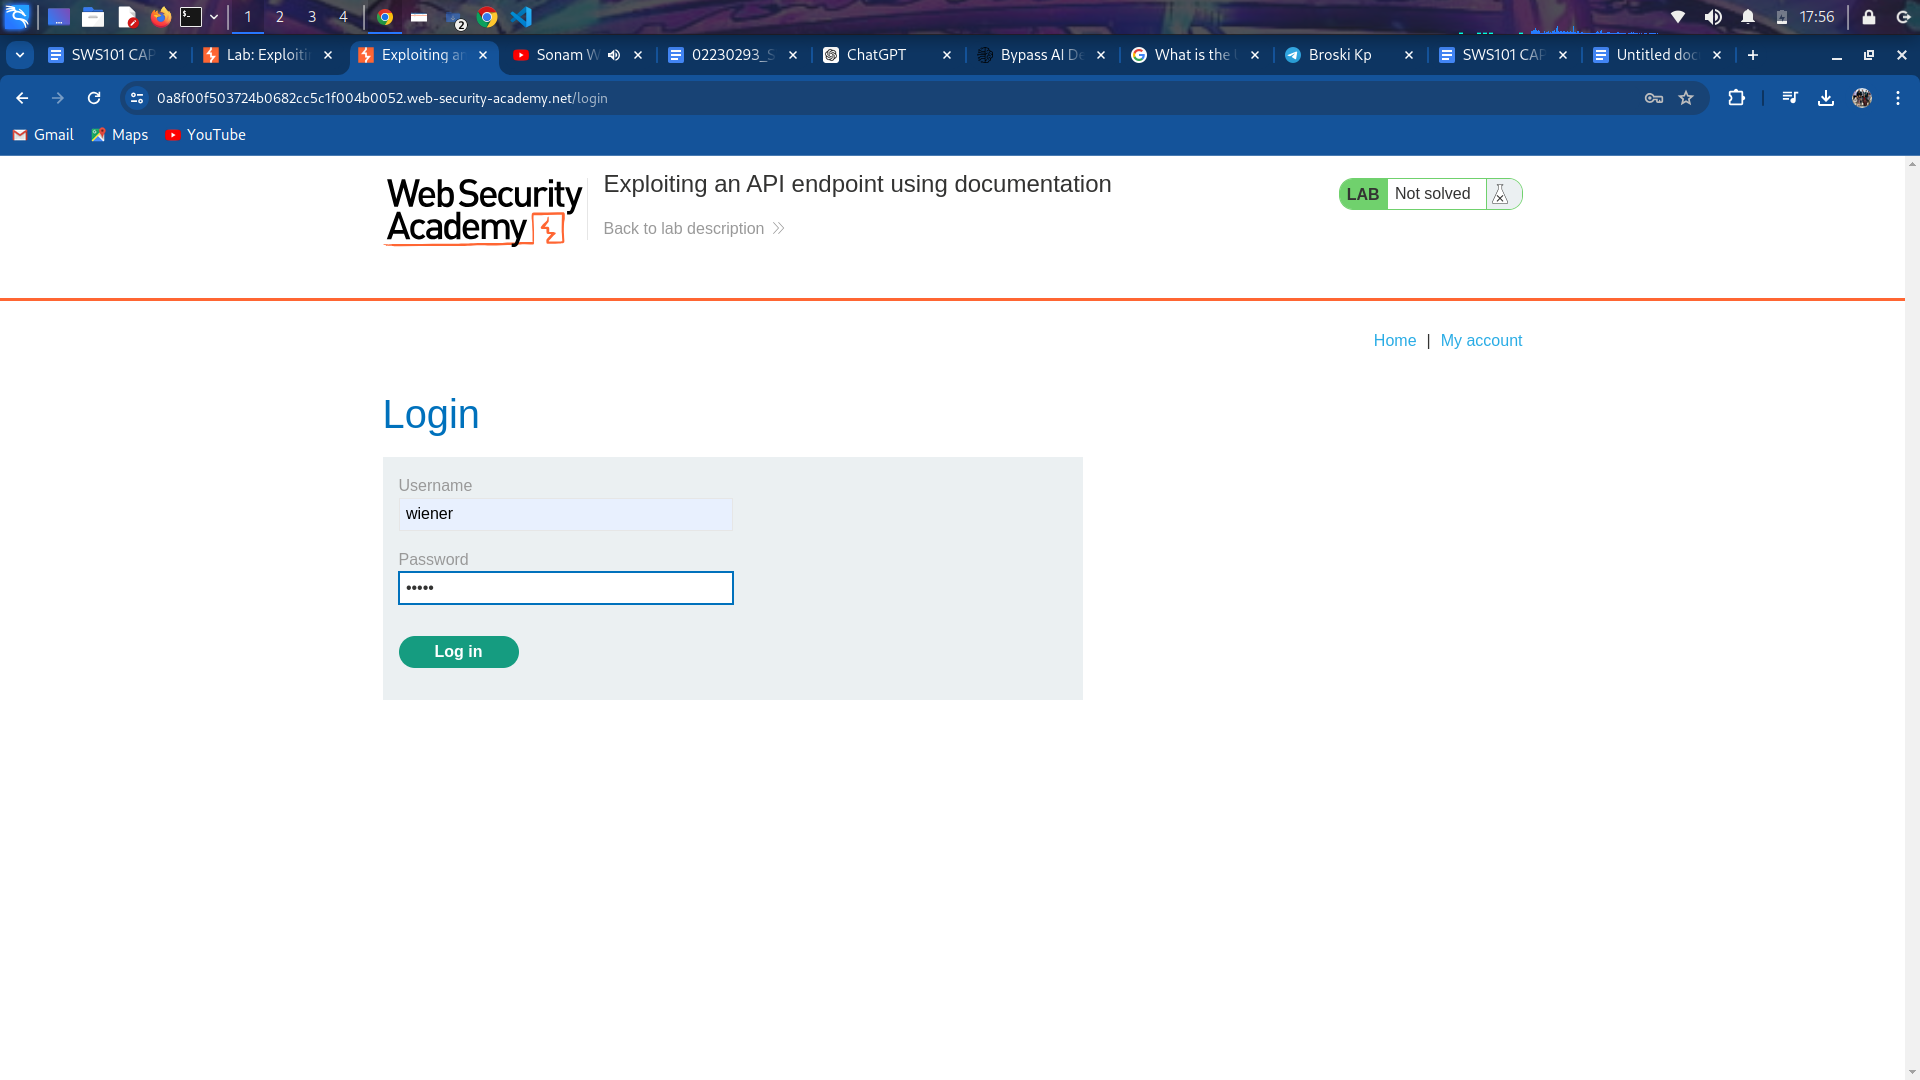 1 2 3 4
2
17:56
SWS101 CAP
Lab: Exploiti
Exploiting an
Sonam W
02230293_S
ChatGPT
Bypass AI De
What is the
Broski Kp
SWS101 CAP
Untitled doc
0a8f00f503724b0682cc5c1f004b0052.web-security-academy.net/login
Gmail Maps YouTube
Web Security
Academy
Exploiting an API endpoint using documentation
Back to lab description
LAB Not solved
Home | My account
Login
Username
wiener
Password
•••••
Log in